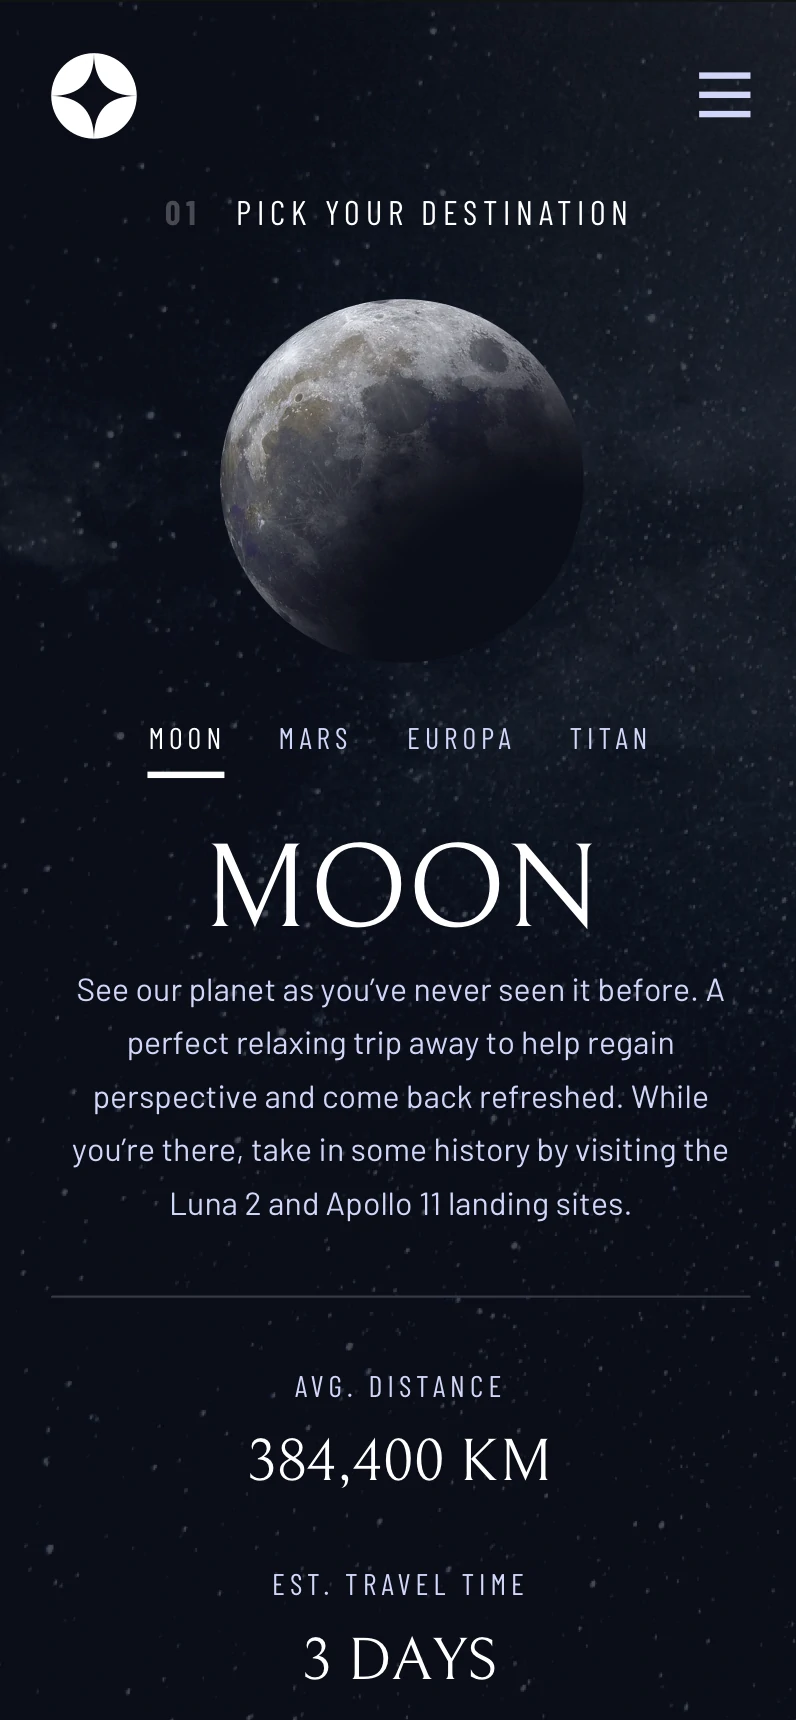 01 PICK YOUR DESTINATION
MOON MARS EUROPA TITAN
MOON
See our planet as you’ve never seen it before. A
perfect relaxing trip away to help regain
perspective and come back refreshed. While
you’re there, take in some history by visiting the
Luna 2 and Apollo 11 landing sites.
AVG. DISTANCE
384,400 KM
EST. TRAVEL TIME
3 DAYS